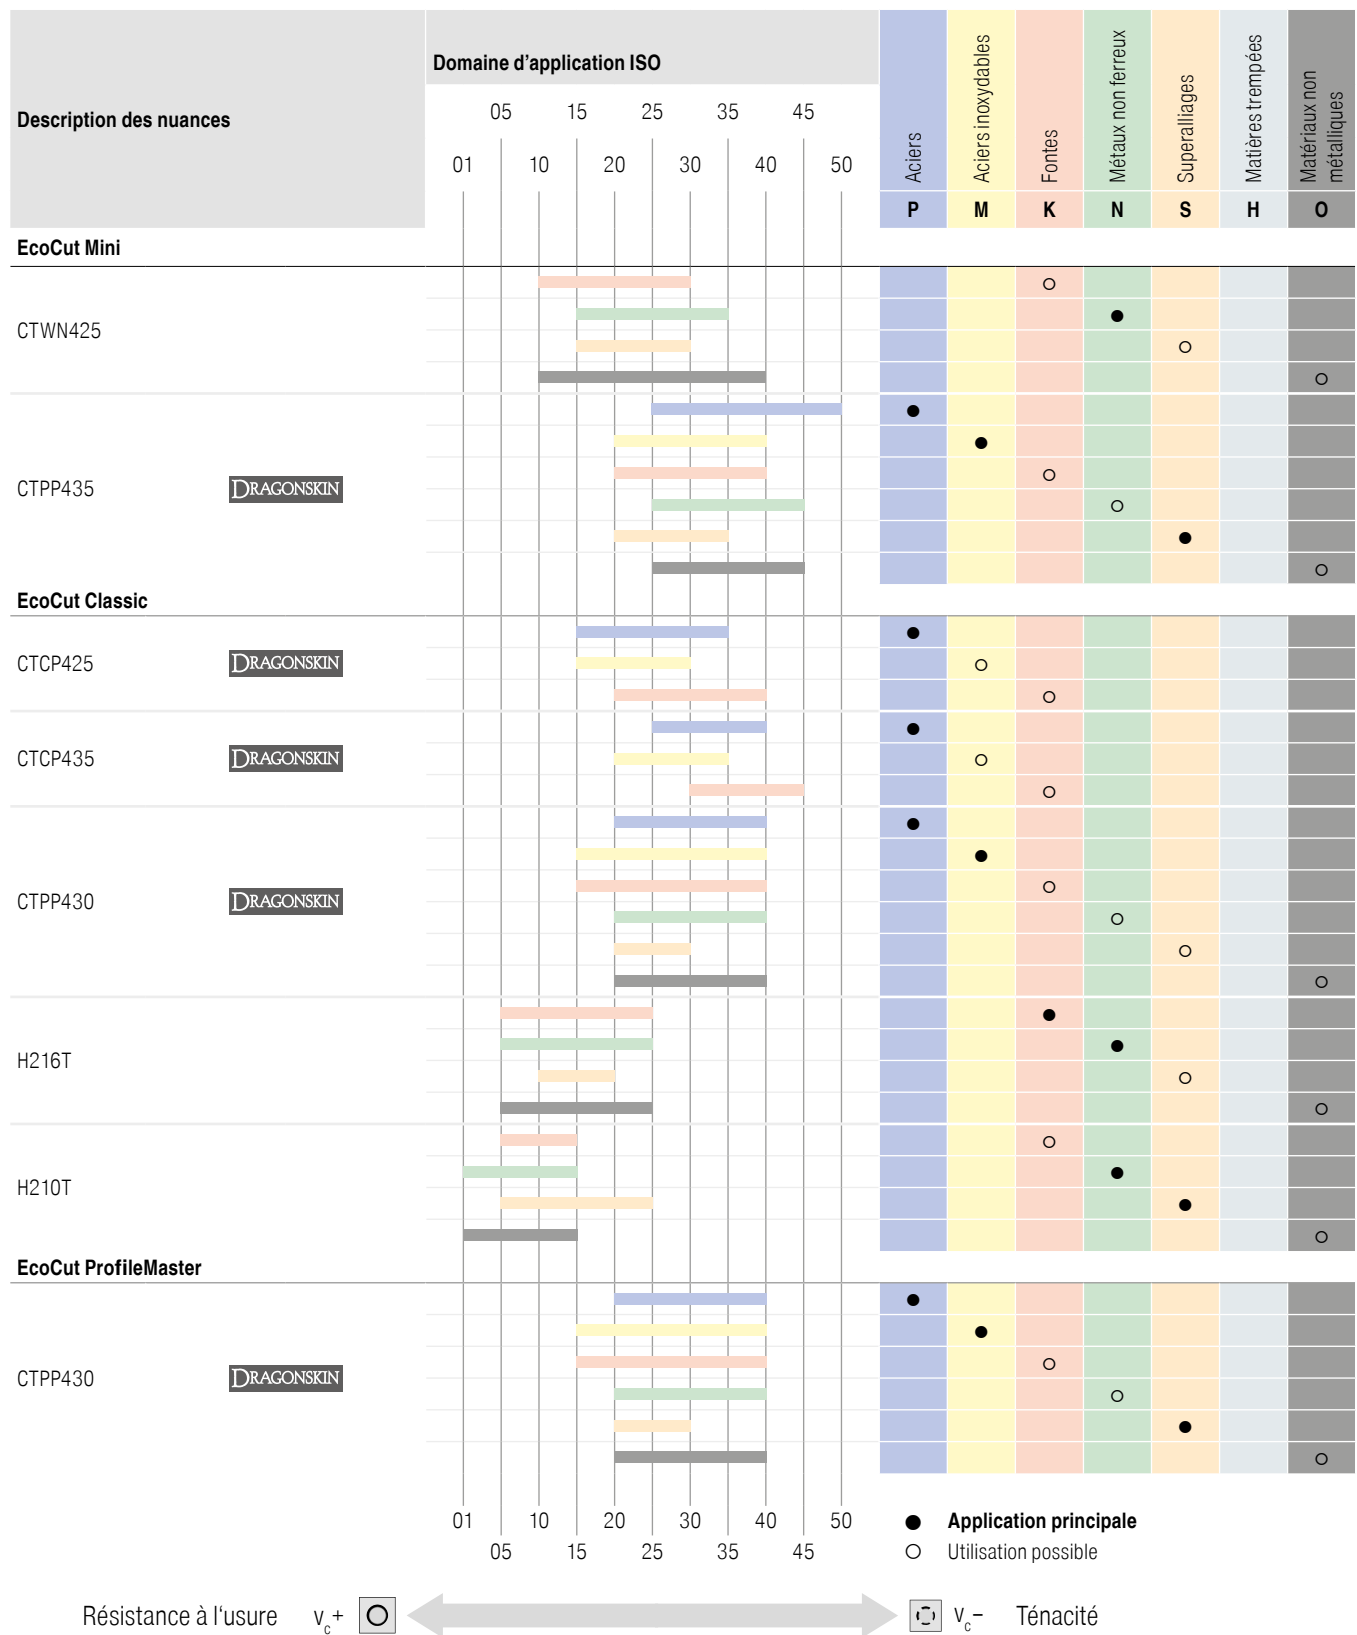 Description des nuances
Domaine d'application ISO
05 15 25 35 45
01 10 20 30 40 50
Aciers
Aciers inoxydables
Fontes
Métaux non ferreux
Superalliages
Matières trempées
Matériaux non
métalliques
P M K N S H O
EcoCut Mini
CTWN425
CTPP435 DRAGONSKIN
EcoCut Classic
CTCP425 DRAGONSKIN
CTCP435 DRAGONSKIN
CTPP430 DRAGONSKIN
H216T
H210T
EcoCut ProfileMaster
CTPP430 DRAGONSKIN
01 10 20 30 40 50
05 15 25 35 45
● Application principale
○ Utilisation possible
Résistance à l'usure vc+
vc– Ténacité